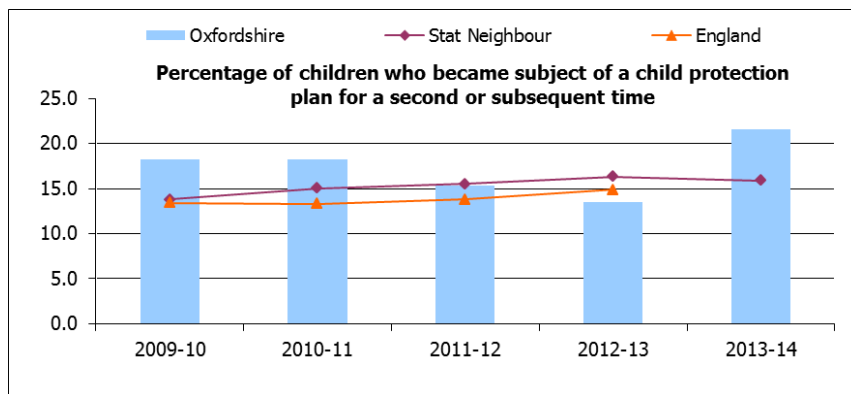 Oxfordshire Stat Neighbour England
Percentage of children who became subject of a child protection
plan for a second or subsequent time
25.0
20.0
15.0
10.0
5.0
0.0
2009-10 2010-11 2011-12 2012-13 2013-14